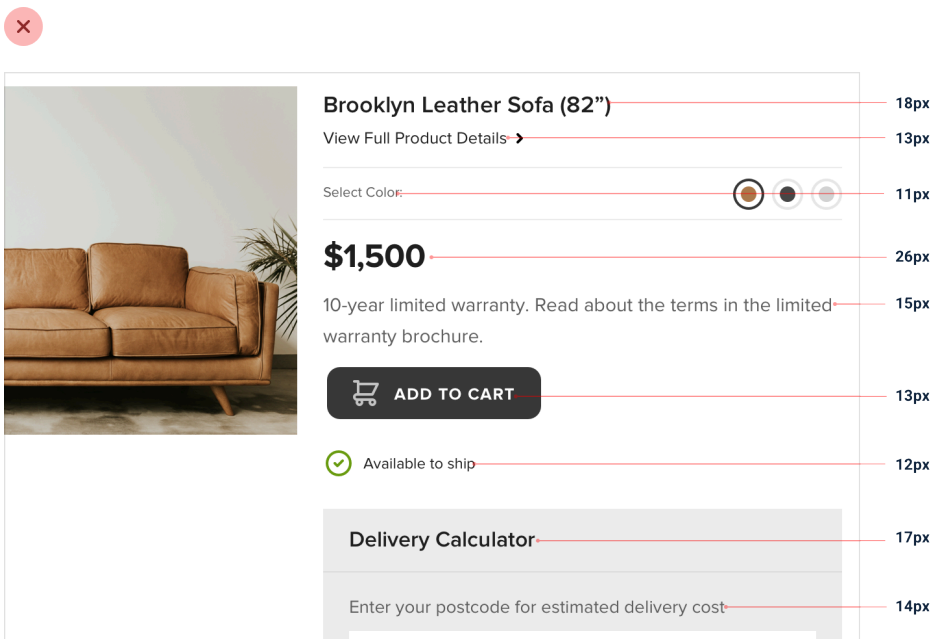 Brooklyn Leather Sofa (82”) 18px
View Full Product Details 13px
Select Color: 11px
$1,500 26px
10-year limited warranty. Read about the terms in the limited 15px
warranty brochure.
ADD TO CART 13px
Available to ship 12px
Delivery Calculator 17px
Enter your postcode for estimated delivery cost 14px